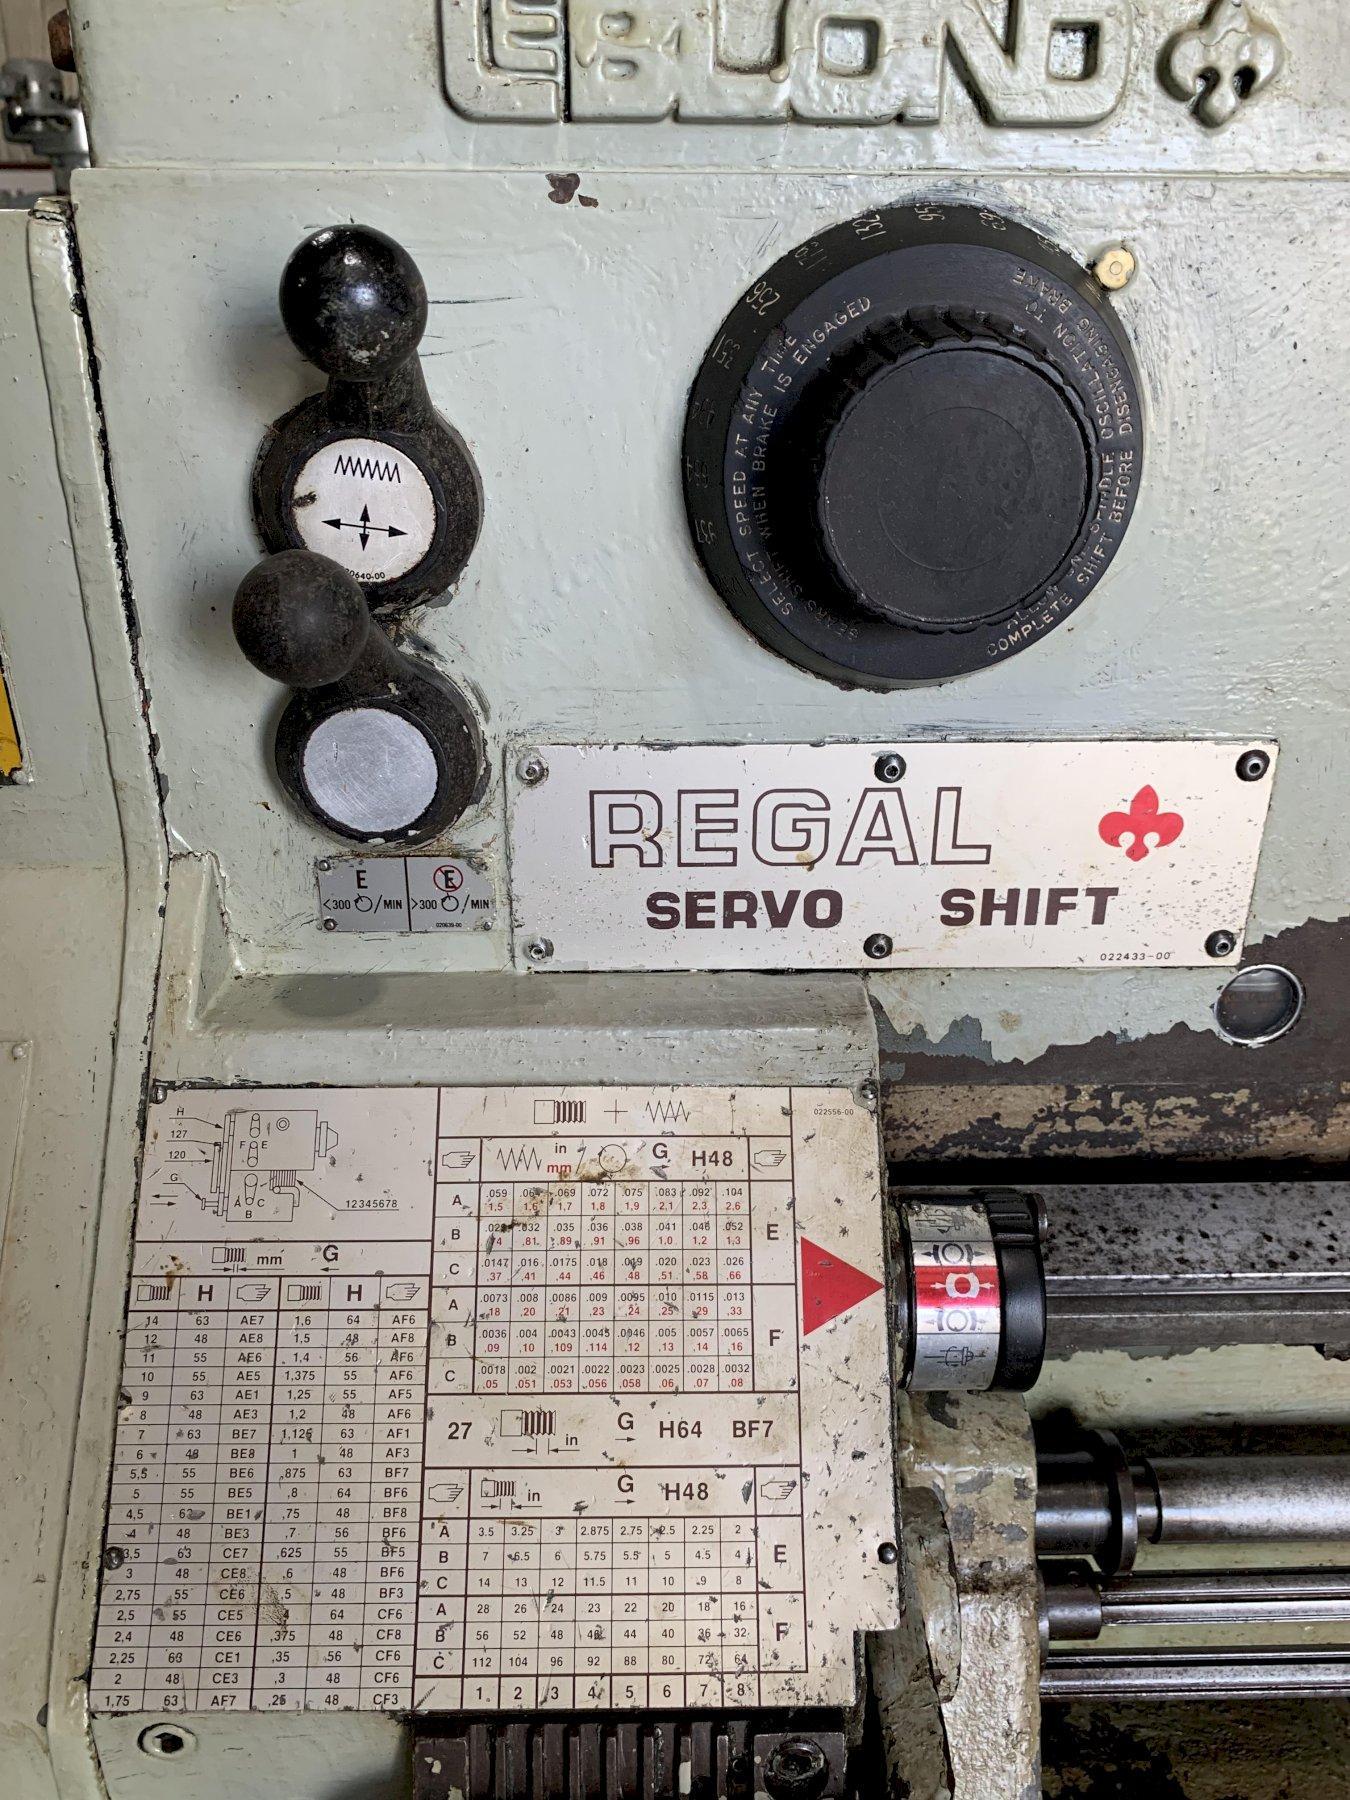 LEBLOND
132
256
SELECT SPEED AT ANY TIME
GEARS SHIFT WHEN BRAKE IS ENGAGED
SPINDLE OSCILLATION TO
COMPLETE SHIFT BEFORE DISENGAGING BRAKE
20640-00
E E
<300 /MIN >300 /MIN
020639-00
REGAL
SERVO SHIFT
022433-00
022556-00
H
127
120
G
F E
A C
B
12345678
mm G
H H
14 63 AE7 1,6 64 AF6
12 48 AE8 1,5 48 AF8
11 55 AE6 1,4 56 AF6
10 55 AE5 1,375 55 AF6
9 63 AE1 1,25 55 AF5
8 48 AE3 1,2 48 AF6
7 63 BE7 1,125 63 AF1
6 48 BE8 1 48 AF3
5,5 55 BE6 ,875 63 BF7
5 55 BE5 ,8 64 BF6
4,5 63 BE1 ,75 48 BF8
4 48 BE3 ,7 56 BF6
3,5 63 CE7 ,625 55 BF5
3 48 CE8 ,6 48 BF6
2,75 55 CE6 ,5 48 BF3
2,5 55 CE5 ,4 64 CF6
2,4 48 CE6 ,375 48 CF8
2,25 63 CE1 ,35 56 CF6
2 48 CE3 ,3 48 CF6
1,75 63 AF7 ,25 48 CF3
+
in
mm / G H48
A .059 .064 .069 .072 .075 .083 .092 .104
1,5 1,6 1,7 1,8 1,9 2,1 2,3 2,6
B .032 .035 .036 .038 .041 .046 .052 E
.81 .89 .91 .96 1,0 1,2 1,3
C .0147 .016 .0175 .018 .019 .020 .023 .026
.37 .41 .44 .46 .48 .51 .58 .66
A .0073 .008 .0086 .009 .0095 .010 .0115 .013
.18 .20 .21 .23 .24 .25 .29 .33
B .0036 .004 .0043 .0045 .0046 .005 .0057 .0065 F
.09 .10 .109 .114 .12 .13 .14 .16
C .0018 .002 .0021 .0022 .0023 .0025 .0028 .0032
.05 .051 .053 .056 .058 .06 .07 .08
27 in G H64 BF7
in G H48
A 3.5 3.25 3 2.875 2.75 2.5 2.25 2
B 7 6.5 6 5.75 5.5 5 4.5 4 E
C 14 13 12 11.5 11 10 9 8
A 28 26 24 23 22 20 18 16
B 56 52 48 46 44 40 36 32 F
C 112 104 96 92 88 80 72 64
1 2 3 4 5 6 7 8